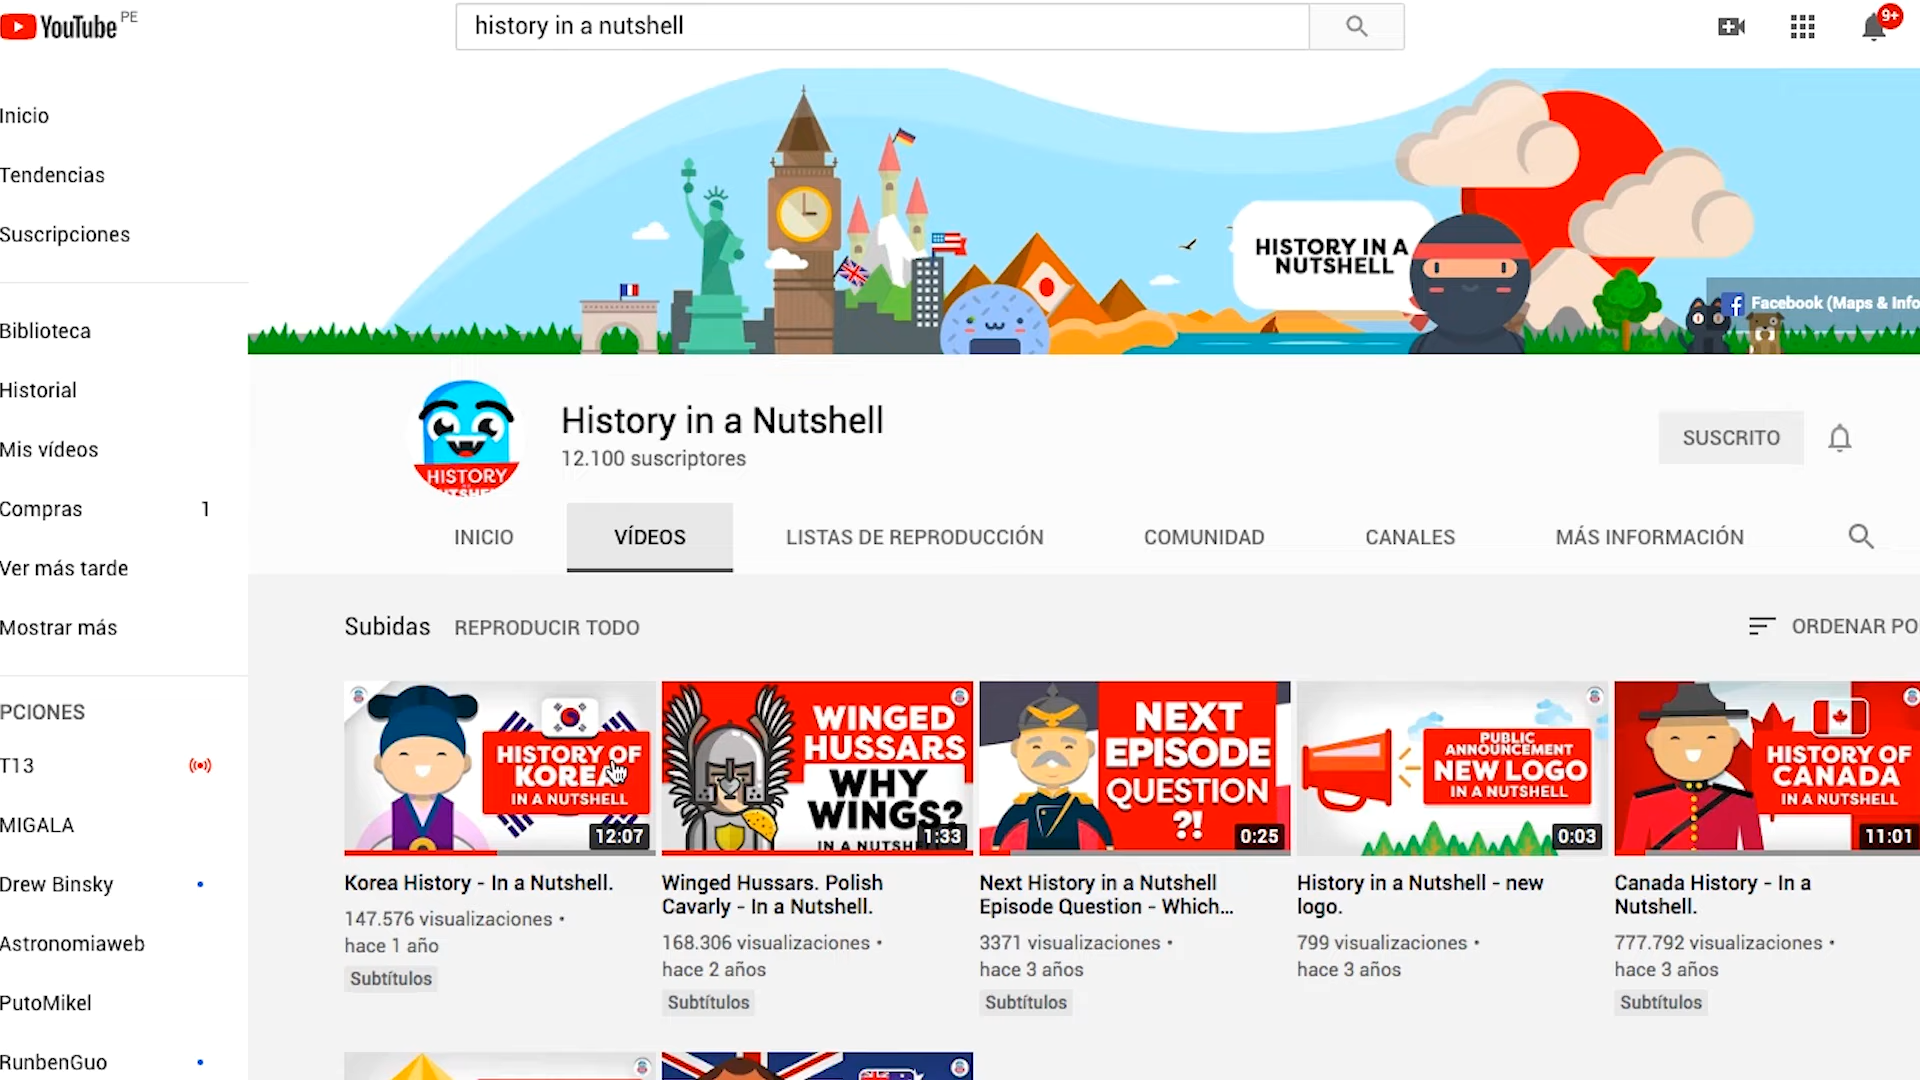 YouTube PE
history in a nutshell
9+
Inicio
Tendencias
Suscripciones
Biblioteca
Historial
Mis vídeos
Compras 1
Ver más tarde
Mostrar más
PCIONES
T13
MIGALA
Drew Binsky
Astronomiaweb
PutoMikel
RunbenGuo
HISTORY IN A
NUTSHELL
Facebook (Maps & Info
HISTORY
History in a Nutshell
12.100 suscriptores
SUSCRITO
INICIO VÍDEOS LISTAS DE REPRODUCCIÓN COMUNIDAD CANALES MÁS INFORMACIÓN
Subidas REPRODUCIR TODO ORDENAR PO
HISTORY OF
KOREA
IN A NUTSHELL
12:07
Korea History - In a Nutshell.
147.576 visualizaciones •
hace 1 año
Subtítulos
WINGED
HUSSARS
WHY
WINGS?
IN A NUTSHE
1:33
Winged Hussars. Polish
Cavarly - In a Nutshell.
168.306 visualizaciones •
hace 2 años
Subtítulos
NEXT
EPISODE
QUESTION
?!
0:25
Next History in a Nutshell
Episode Question - Which...
3371 visualizaciones •
hace 3 años
Subtítulos
PUBLIC
ANNOUNCEMENT
NEW LOGO
IN A NUTSHELL
0:03
History in a Nutshell - new
logo.
799 visualizaciones •
hace 3 años
HISTORY OF
CANADA
IN A NUTSHELL
11:01
Canada History - In a
Nutshell.
777.792 visualizaciones •
hace 3 años
Subtítulos